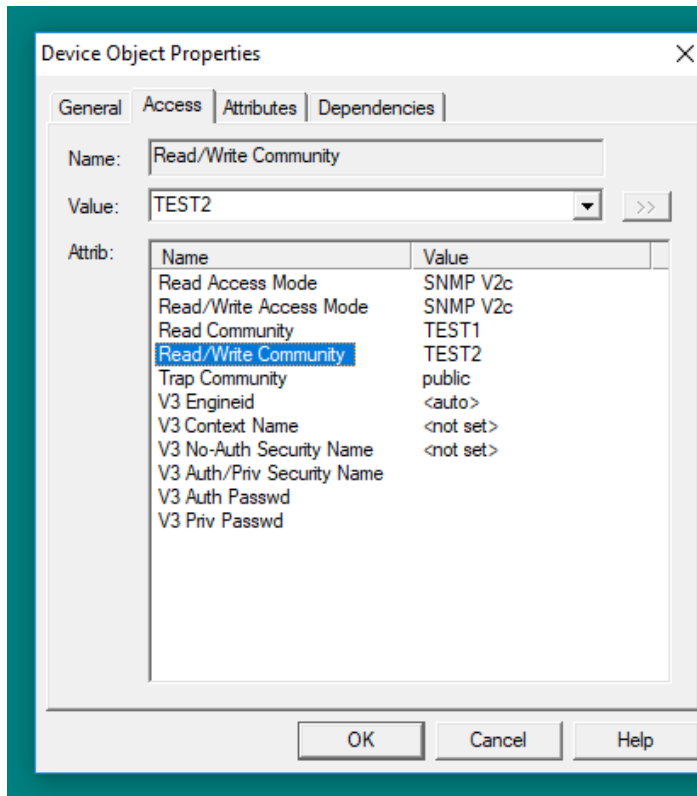 Device Object Properties
General Access Attributes Dependencies
Name: Read/Write Community
Value: TEST2 >>
Attrib: Name Value
Read Access Mode SNMP V2c
Read/Write Access Mode SNMP V2c
Read Community TEST1
Read/Write Community TEST2
Trap Community public
V3 Engineid <auto>
V3 Context Name <not set>
V3 No-Auth Security Name <not set>
V3 Auth/Priv Security Name
V3 Auth Passwd
V3 Priv Passwd
OK Cancel Help